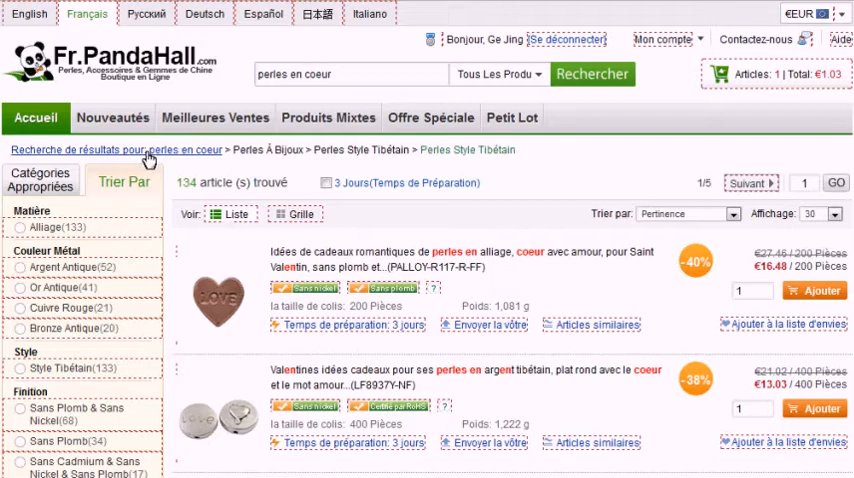 English Français Русский Deutsch Español 日本語 Italiano €EUR
Bonjour, Ge Jing [Se déconnecter] Mon compte Contactez-nous Aide
Fr.PandaHall.com
Perles, Accessoires & Gemmes de Chine
Boutique en Ligne
perles en coeur Tous Les Produ Rechercher Articles: 1 | Total: €1.03
Accueil Nouveautés Meilleures Ventes Produits Mixtes Offre Spéciale Petit Lot
Recherche de résultats pour perles en coeur > Perles À Bijoux > Perles Style Tibétain > Perles Style Tibétain
Catégories Appropriées
Trier Par
134 article (s) trouvé 3 Jours(Temps de Préparation) 1/5 Suivant 1 GO
Voir: Liste Grille Trier par: Pertinence Affichage: 30
Matière
Alliage(133)
Couleur Métal
Argent Antique(52)
Or Antique(41)
Cuivre Rouge(21)
Bronze Antique(20)
Style
Style Tibétain(133)
Finition
Sans Plomb & Sans
Nickel(68)
Sans Plomb(34)
Sans Cadmium & Sans
Nickel & Sans Plomb(17)
LOVE
Idées de cadeaux romantiques de perles en alliage, coeur avec amour, pour Saint
Valentin, sans plomb et...(PALLOY-R117-R-FF)
Sans nickel Sans plomb ?
la taille de colis: 200 Pièces Poids: 1,081 g
Temps de préparation: 3 jours Envoyer la vôtre Articles similaires
-40%
€27.46 / 200 Pièces
€16.48 / 200 Pièces
1 Ajouter
Ajouter à la liste d'envies
LOVE
Valentines idées cadeaux pour ses perles en argent tibétain, plat rond avec le coeur
et le mot amour...(LF8937Y-NF)
Sans nickel Certifié par RoHS ?
la taille de colis: 400 Pièces Poids: 1,222 g
Temps de préparation: 3 jours Envoyer la vôtre Articles similaires
-38%
€21.02 / 400 Pièces
€13.03 / 400 Pièces
1 Ajouter
Ajouter à la liste d'envies